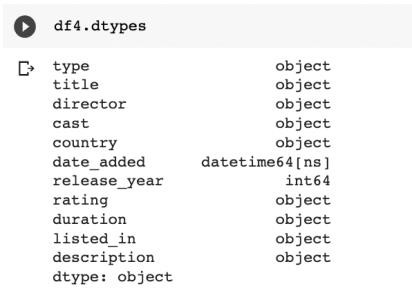 df4.dtypes
type object
title object
director object
cast object
country object
date_added datetime64[ns]
release_year int64
rating object
duration object
listed_in object
description object
dtype: object